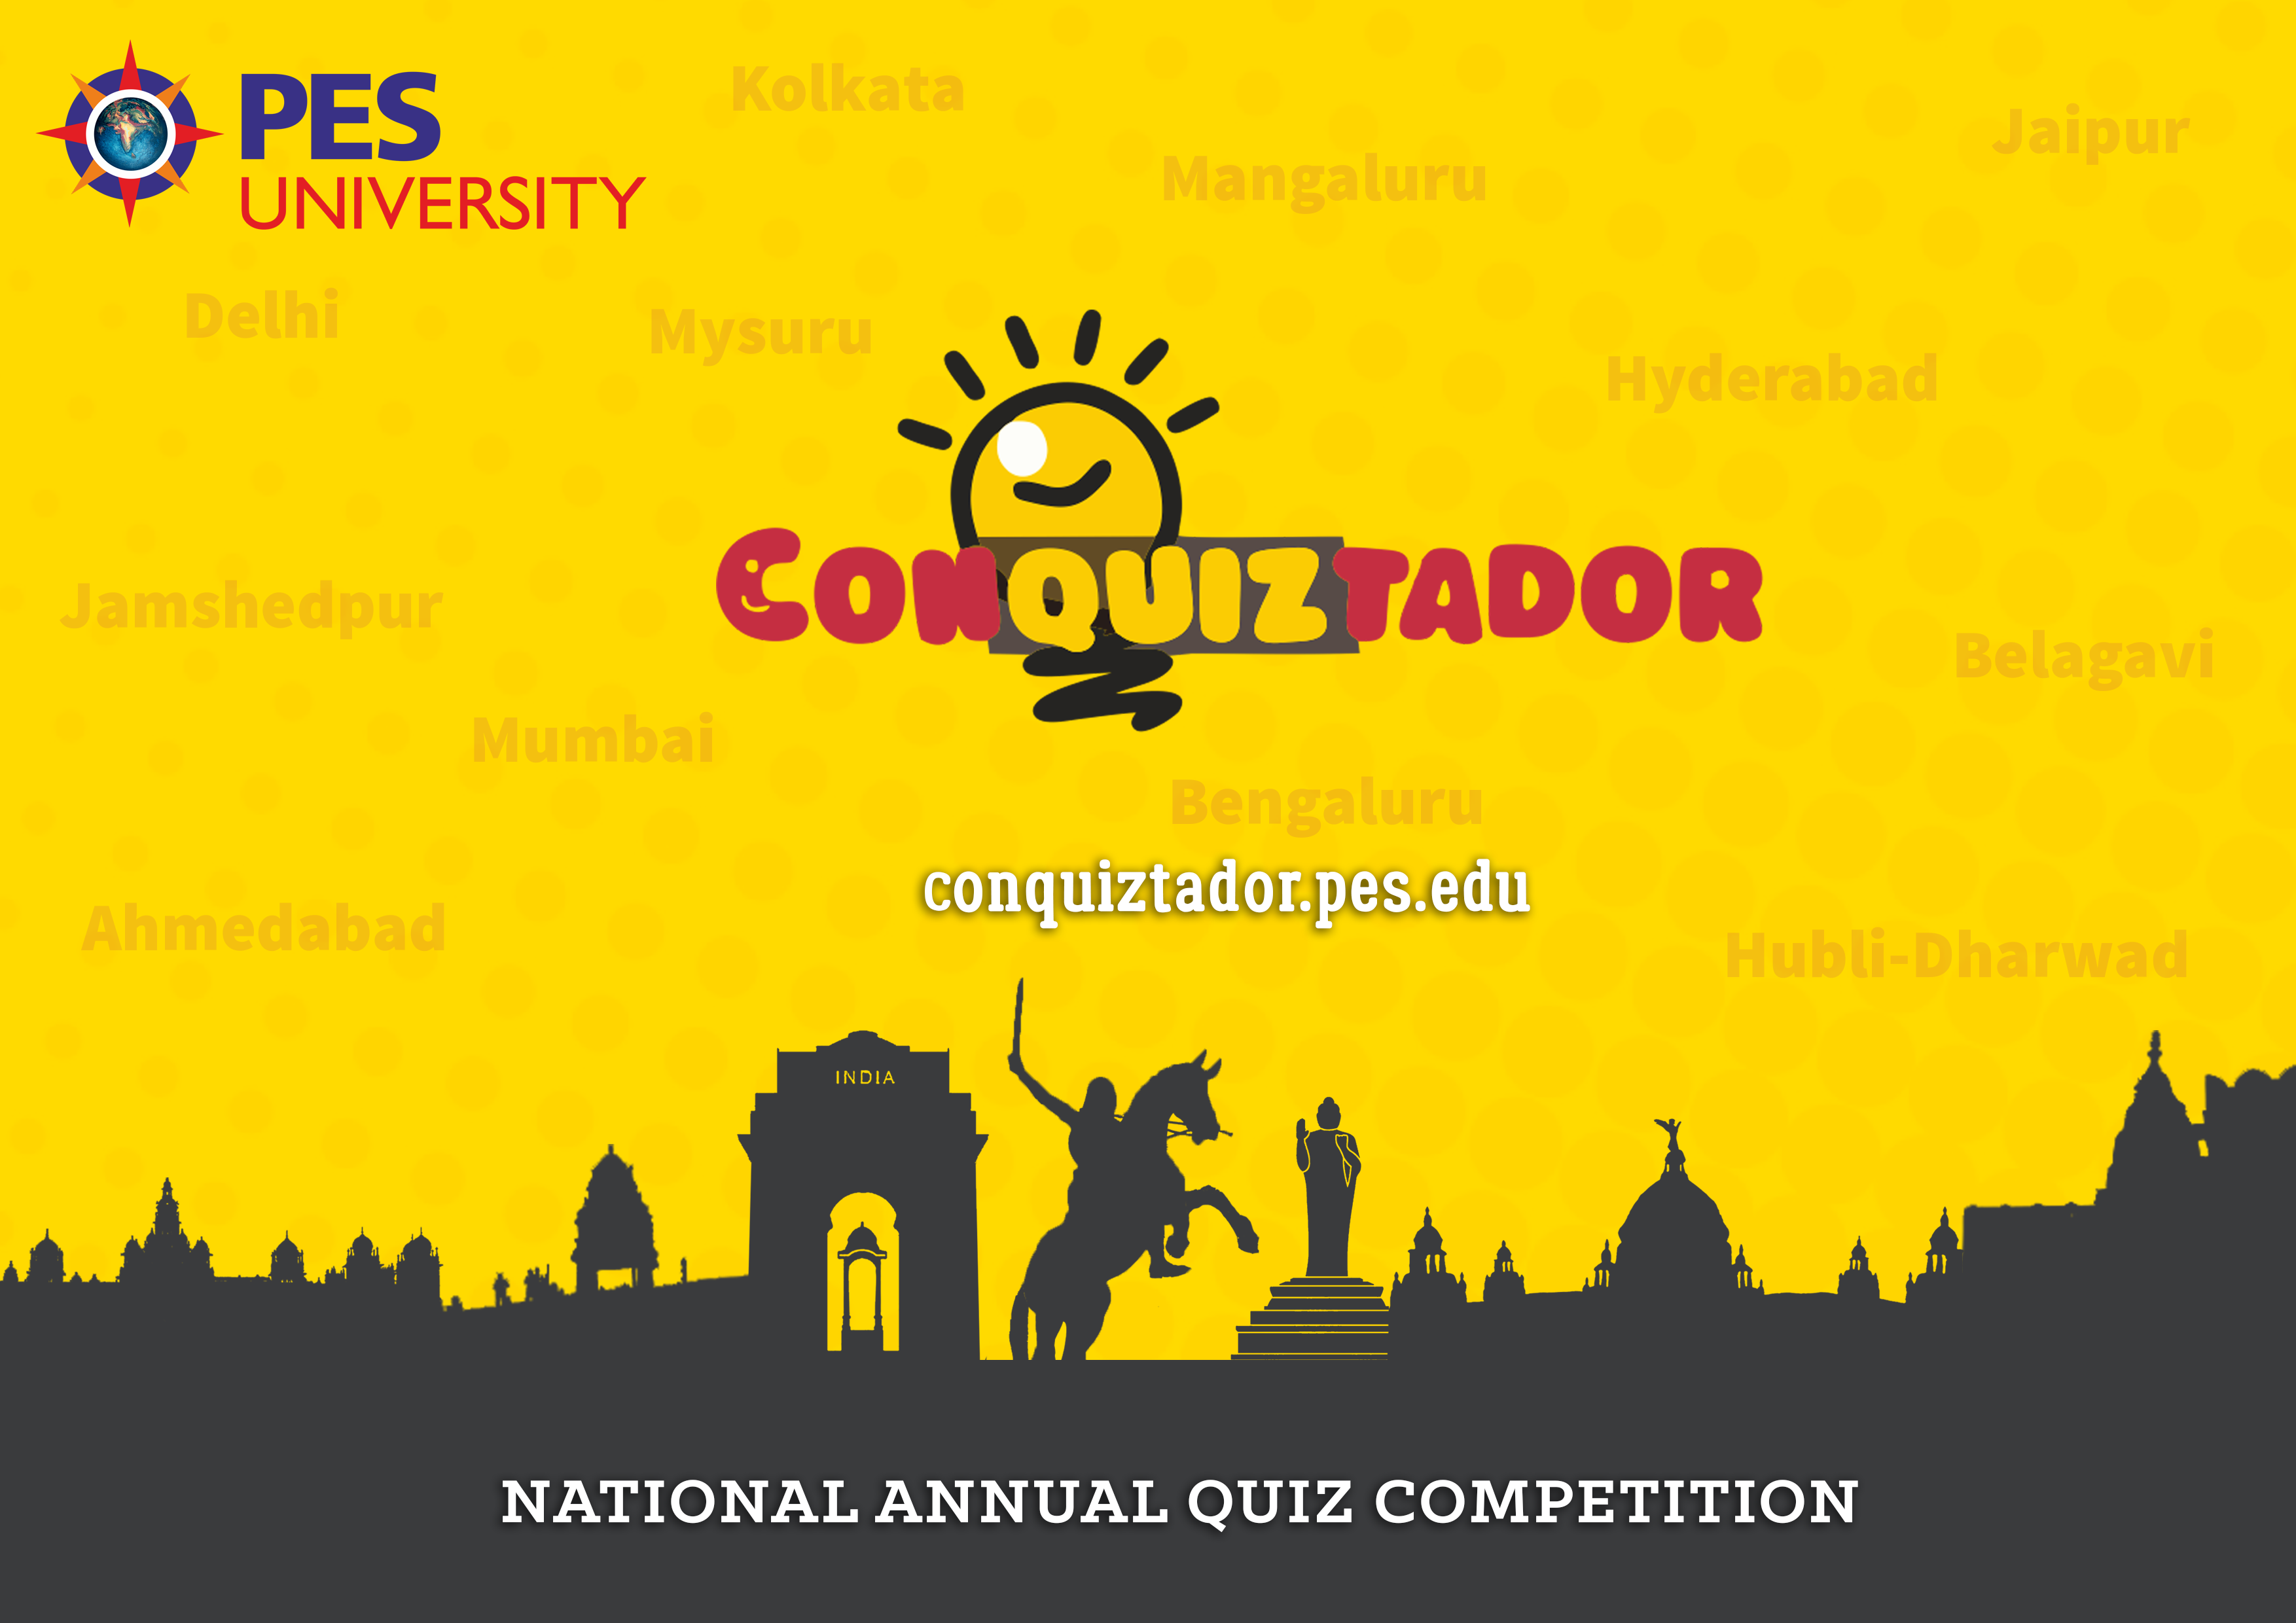 PES
UNIVERSITY
Kolkata
Jaipur
Mangaluru
Delhi
Mysuru
Hyderabad
CONQUIZTADOR
Jamshedpur
Belagavi
Mumbai
Bengaluru
conquiztador.pes.edu
Ahmedabad
Hubli-Dharwad
INDIA
NATIONAL ANNUAL QUIZ COMPETITION